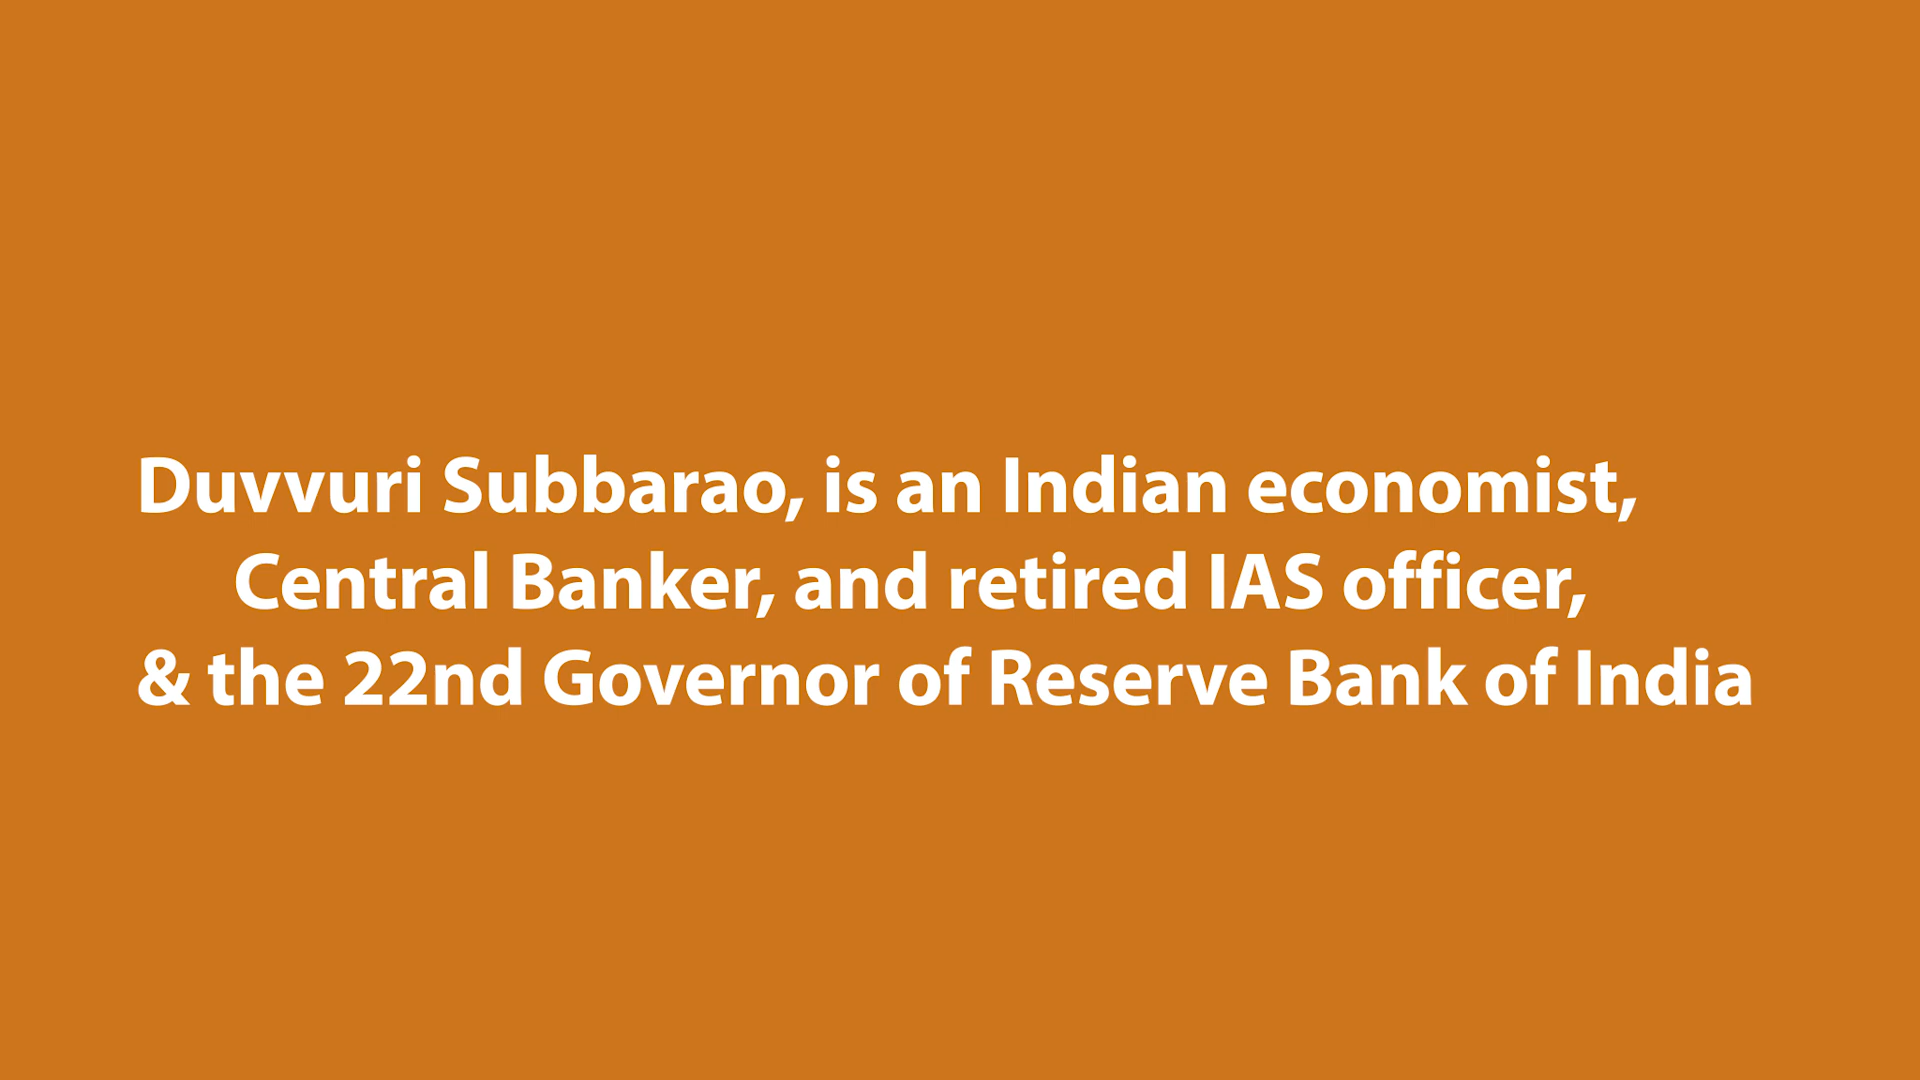 Duvvuri Subbarao, is an Indian economist,
Central Banker, and retired IAS officer,
& the 22nd Governor of Reserve Bank of India